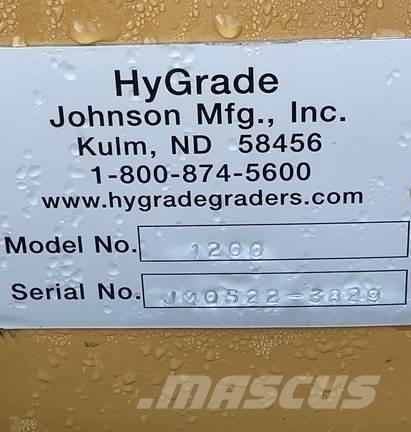 HyGrade
Johnson Mfg., Inc.
Kulm, ND 58456
1-800-874-5600
www.hygradegraders.com
Model No. 1200
Serial No. JM0522-3829
MASCUS